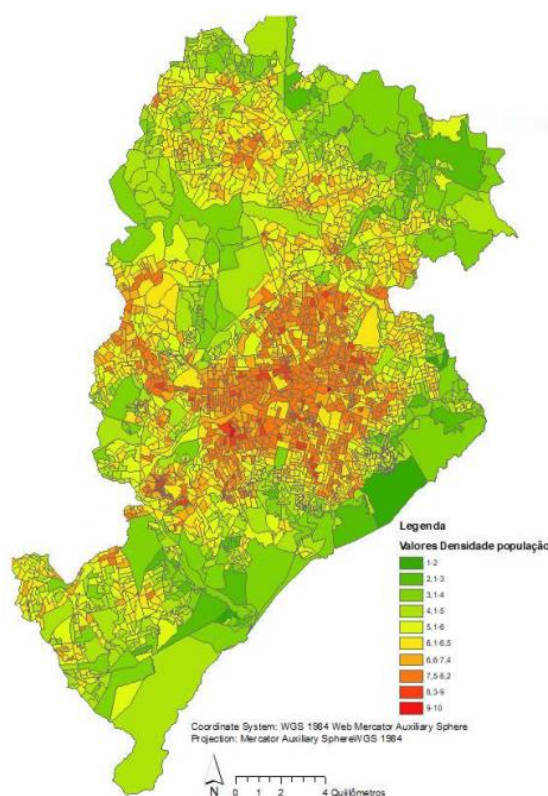 Legenda
Valores Densidade população
1-2
2,1-3
3,1-4
4,1-5
5,1-6
6,1-6,5
6,6-7,4
7,5-8,2
8,3-9
9-10
Coordinate System: WGS 1984 Web Mercator Auxiliary Sphere
Projection: Mercator Auxiliary SphereWGS 1984
N
0 1 2 4 Quilômetros